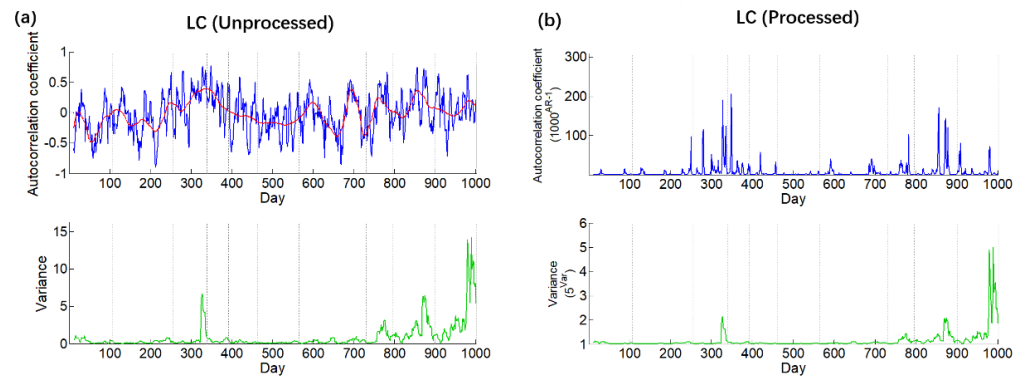 (a)
LC (Unprocessed)
Autocorrelation coefficient
1
0.5
0
-0.5
-1
100 200 300 400 500 600 700 800 900 1000
Day
Variance
15
10
5
0
100 200 300 400 500 600 700 800 900 1000
Day
(b)
LC (Processed)
Autocorrelation coefficient
(1000^AR-1)
300
200
100
100 200 300 400 500 600 700 800 900 1000
Day
Variance
(5^Var)
6
5
4
3
2
1
100 200 300 400 500 600 700 800 900 1000
Day